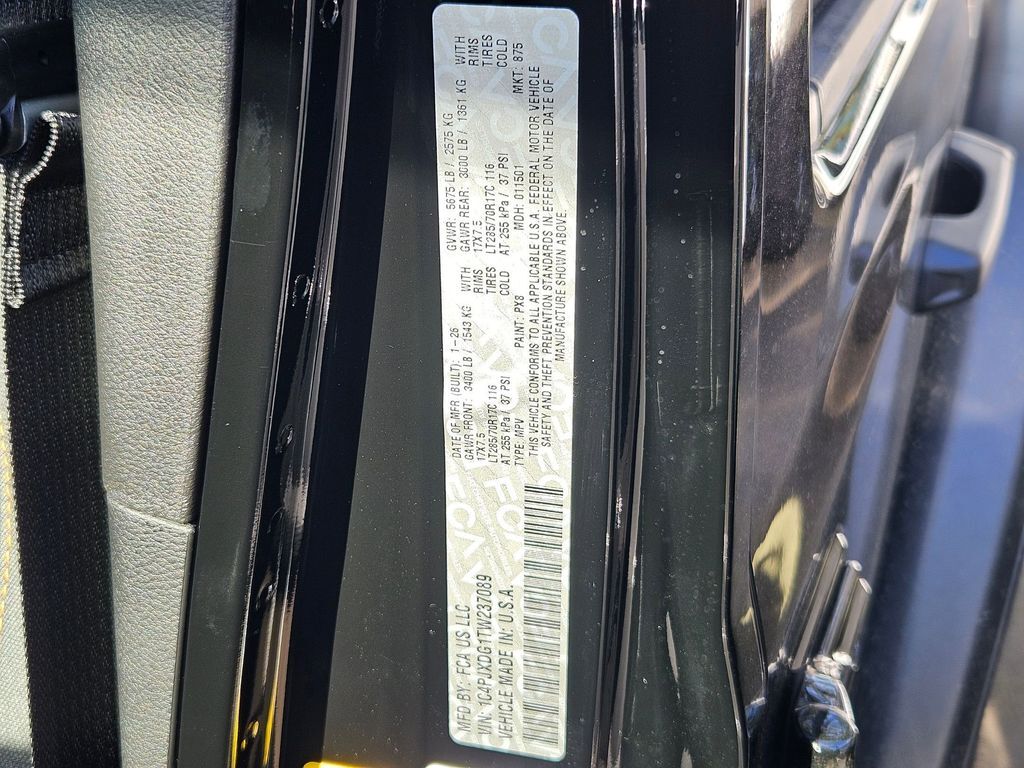 MFD BY: FCA US LLC
DATE OF MFR (BUILT): 1-26
GVWR: 5675 LB / 2575 KG
GAWR FRONT: 3400 LB / 1543 KG WITH
GAWR REAR: 3000 LB / 1361 KG WITH
17X7.5 RIMS
17X7.5 RIMS
LT285/70R17C 116 TIRES
LT285/70R17C 116 TIRES
AT 255 kPa / 37 PSI COLD
AT 255 kPa / 37 PSI COLD
VIN: 1C4PJXDG1TW237089
TYPE: MPV PAINT: PX8 MDH: 011501 MKT: 875
VEHICLE MADE IN: U.S.A.
THIS VEHICLE CONFORMS TO ALL APPLICABLE U.S.A. FEDERAL MOTOR VEHICLE
SAFETY AND THEFT PREVENTION STANDARDS IN EFFECT ON THE DATE OF
MANUFACTURE SHOWN ABOVE.